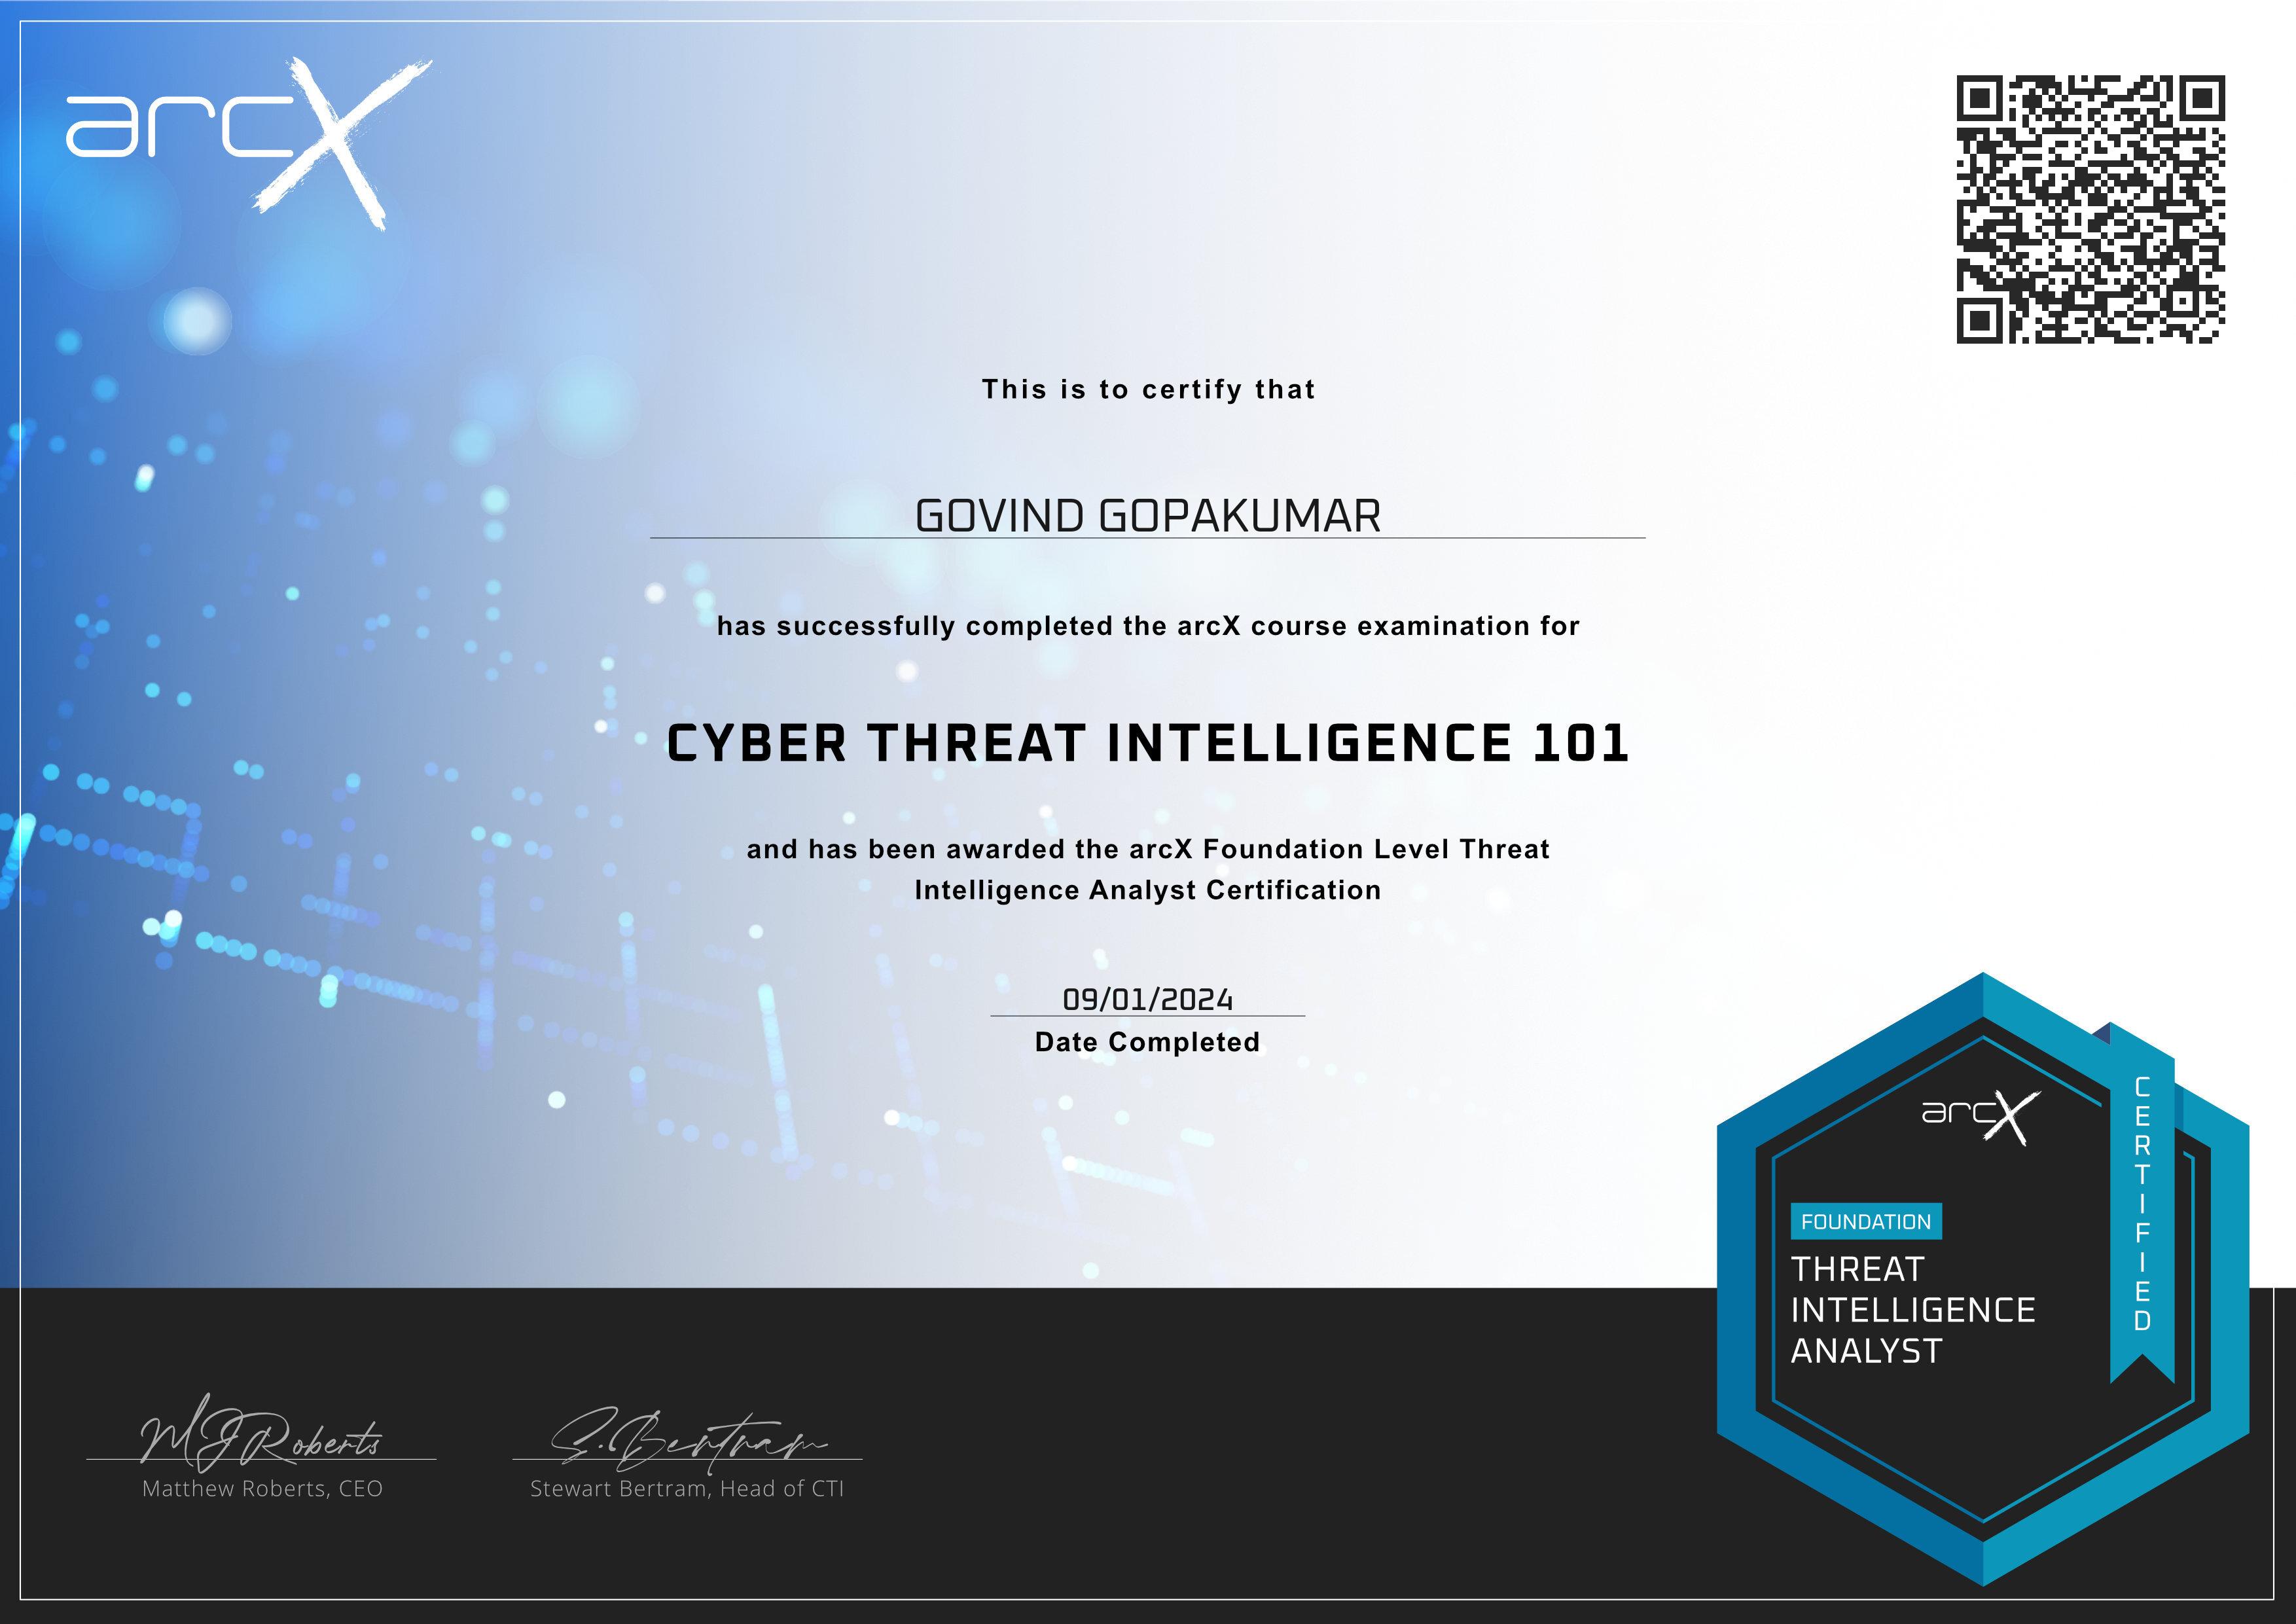 arcX
This is to certify that
GOVIND GOPAKUMAR
has successfully completed the arcX course examination for
CYBER THREAT INTELLIGENCE 101
and has been awarded the arcX Foundation Level Threat
Intelligence Analyst Certification
09/01/2024
Date Completed
arcX
CERTIFIED
FOUNDATION
THREAT
INTELLIGENCE
ANALYST
MJRoberts
Matthew Roberts, CEO
S.Bertram
Stewart Bertram, Head of CTI